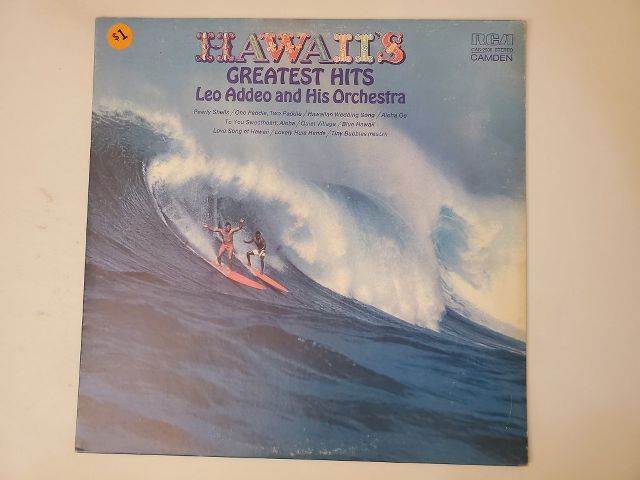 $1
HAWAII'S
GREATEST HITS
Leo Addeo and His Orchestra
RCA
STEREO
CAMDEN
Pearly Shells / One Paddle, Two Paddle / Hawaiian Wedding Song / Aloha Oe
To You Sweetheart, Aloha / Quiet Village / Blue Hawaii
Love Song of Hawaii / Lovely Hula Hands / Tiny Bubbles